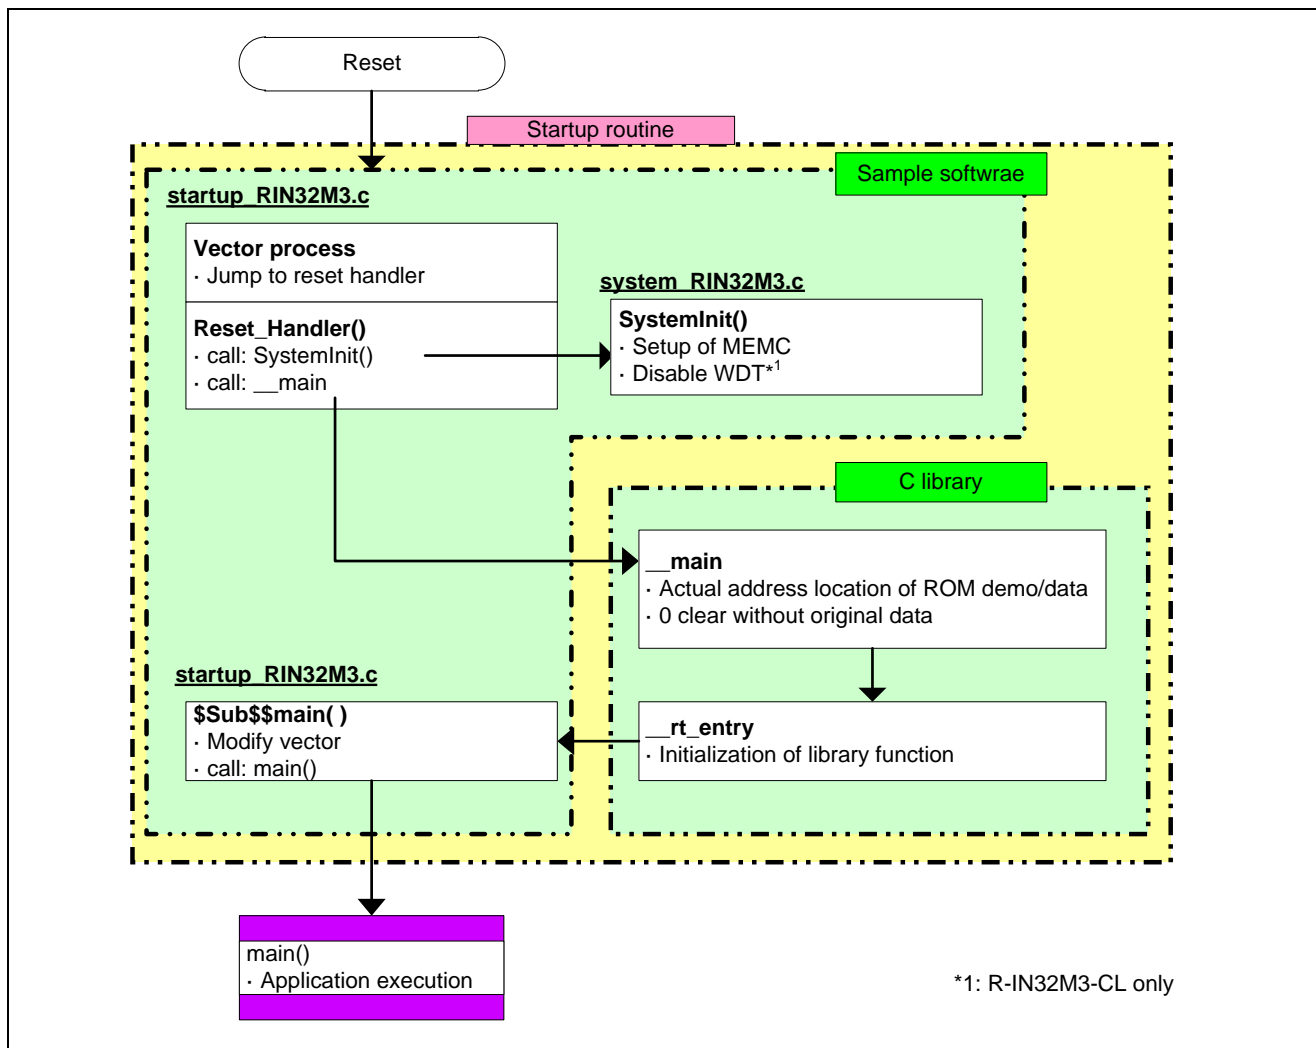 Reset
Startup routine
Sample softwrae
startup_RIN32M3.c
Vector process
· Jump to reset handler
Reset_Handler()
· call: SystemInit()
· call: __main
system_RIN32M3.c
SystemInit()
· Setup of MEMC
· Disable WDT*1
C library
__main
· Actual address location of ROM demo/data
· 0 clear without original data
__rt_entry
· Initialization of library function
startup_RIN32M3.c
$Sub$$main( )
· Modify vector
· call: main()
main()
· Application execution
*1: R-IN32M3-CL only